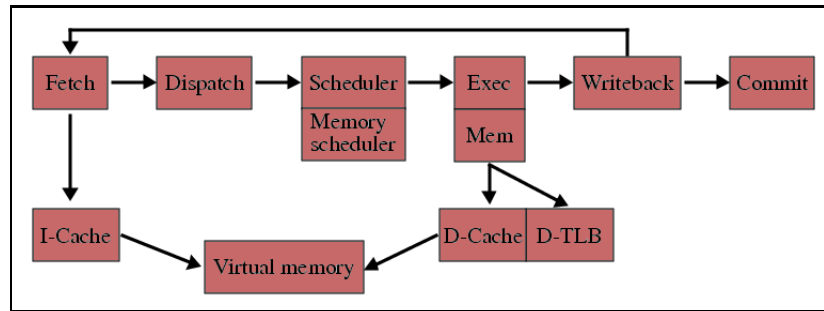 Fetch
Dispatch
Scheduler
Exec
Writeback
Commit
Memory
scheduler
Mem
I-Cache
D-Cache
D-TLB
Virtual memory